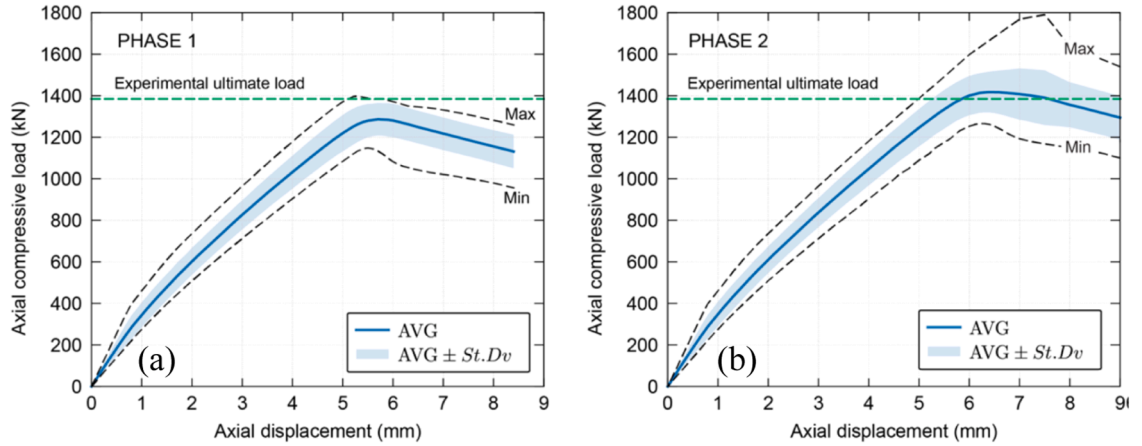 PHASE 1
Experimental ultimate load
Max
Min
AVG
AVG ± St.Dv
(a)
1800
1600
1400
1200
1000
800
600
400
200
0
0 1 2 3 4 5 6 7 8 9
Axial compressive load (kN)
Axial displacement (mm)
PHASE 2
Experimental ultimate load
Max
Min
AVG
AVG ± St.Dv
(b)
1800
1600
1400
1200
1000
800
600
400
200
0
0 1 2 3 4 5 6 7 8 96
Axial compressive load (kN)
Axial displacement (mm)